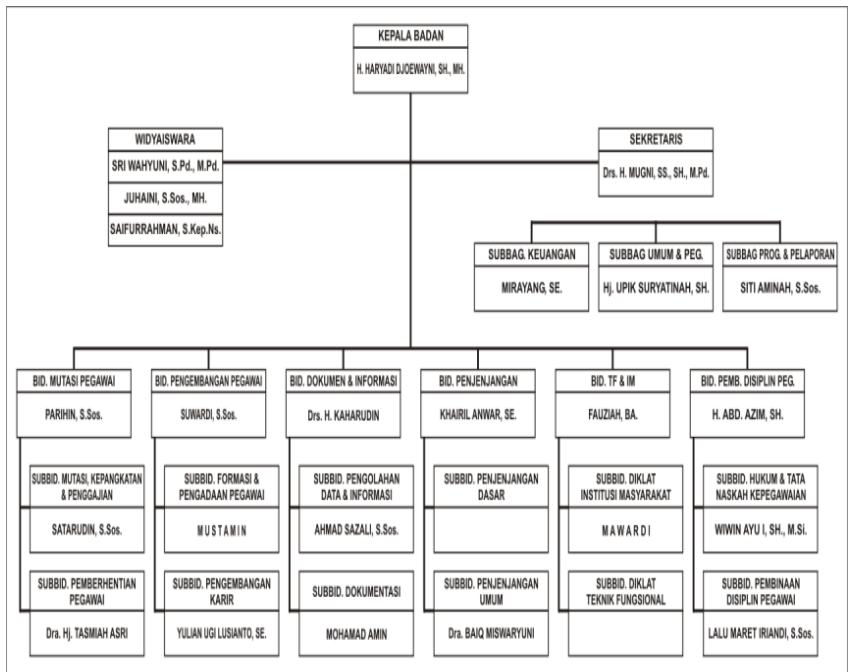 KEPALA BADAN
H. HARYADI DJOEWAYNI, SH., MH.
WIDYAISWARA
SRI WAHYUNI, S.Pd., M.Pd.
JUHAINI, S.Sos., MH.
SAIFURRAHMAN, S.Kep.Ns.
SEKRETARIS
Drs. H. MUGNI, SS., SH., M.Pd.
SUBBAG. KEUANGAN
MIRAYANG, SE.
SUBBAG UMUM & PEG.
Hj. UPIK SURYATINAH, SH.
SUBBAG PROG. & PELAPORAN
SITI AMINAH, S.Sos.
BID. MUTASI PEGAWAI
PARIHIN, S.Sos.
BID. PENGEMBANGAN PEGAWAI
SUWARDI, S.Sos.
BID. DOKUMEN & INFORMASI
Drs. H. KAHARUDIN
BID. PENJENJANGAN
KHAIRIL ANWAR, SE.
BID. TF & IM
FAUZIAH, BA.
BID. PEMB. DISIPLIN PEG.
H. ABD. AZIM, SH.
SUBBID. MUTASI, KEPANGKATAN
& PENGGAJIAN
SATARUDIN, S.Sos.
SUBBID. FORMASI &
PENGADAAN PEGAWAI
M U S T A M I N
SUBBID. PENGOLAHAN
DATA & INFORMASI
AHMAD SAZALI, S.Sos.
SUBBID. PENJENJANGAN
DASAR
SUBBID. DIKLAT
INSTITUSI MASYARAKAT
M A W A R D I
SUBBID. HUKUM & TATA
NASKAH KEPEGAWAIAN
WIWIN AYU I, SH., M.Si.
SUBBID. PEMBERHENTIAN
PEGAWAI
Dra. Hj. TASMIAH ASRI
SUBBID. PENGEMBANGAN
KARIR
YULIAN UGI LUSIANTO, SE.
SUBBID. DOKUMENTASI
MOHAMAD AMIN
SUBBID. PENJENJANGAN
UMUM
Dra. BAIQ MISWARYUNI
SUBBID. DIKLAT
TEKNIK FUNGSIONAL
SUBBID. PEMBINAAN
DISIPLIN PEGAWAI
LALU MARET IRIANDI, S.Sos.